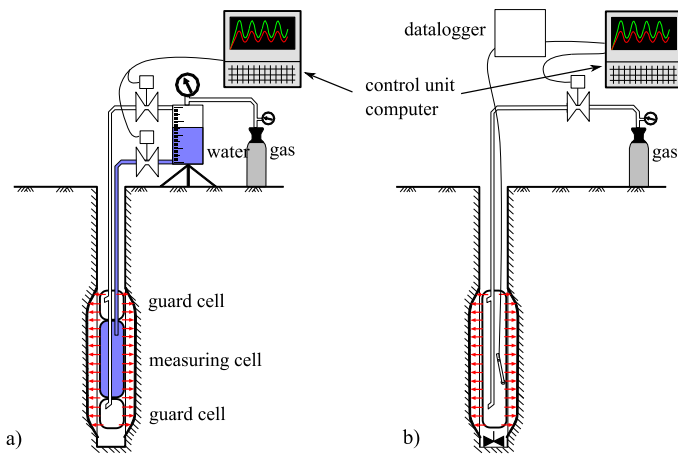 datalogger
control unit
computer
water
gas
gas
guard cell
measuring cell
guard cell
a)
b)